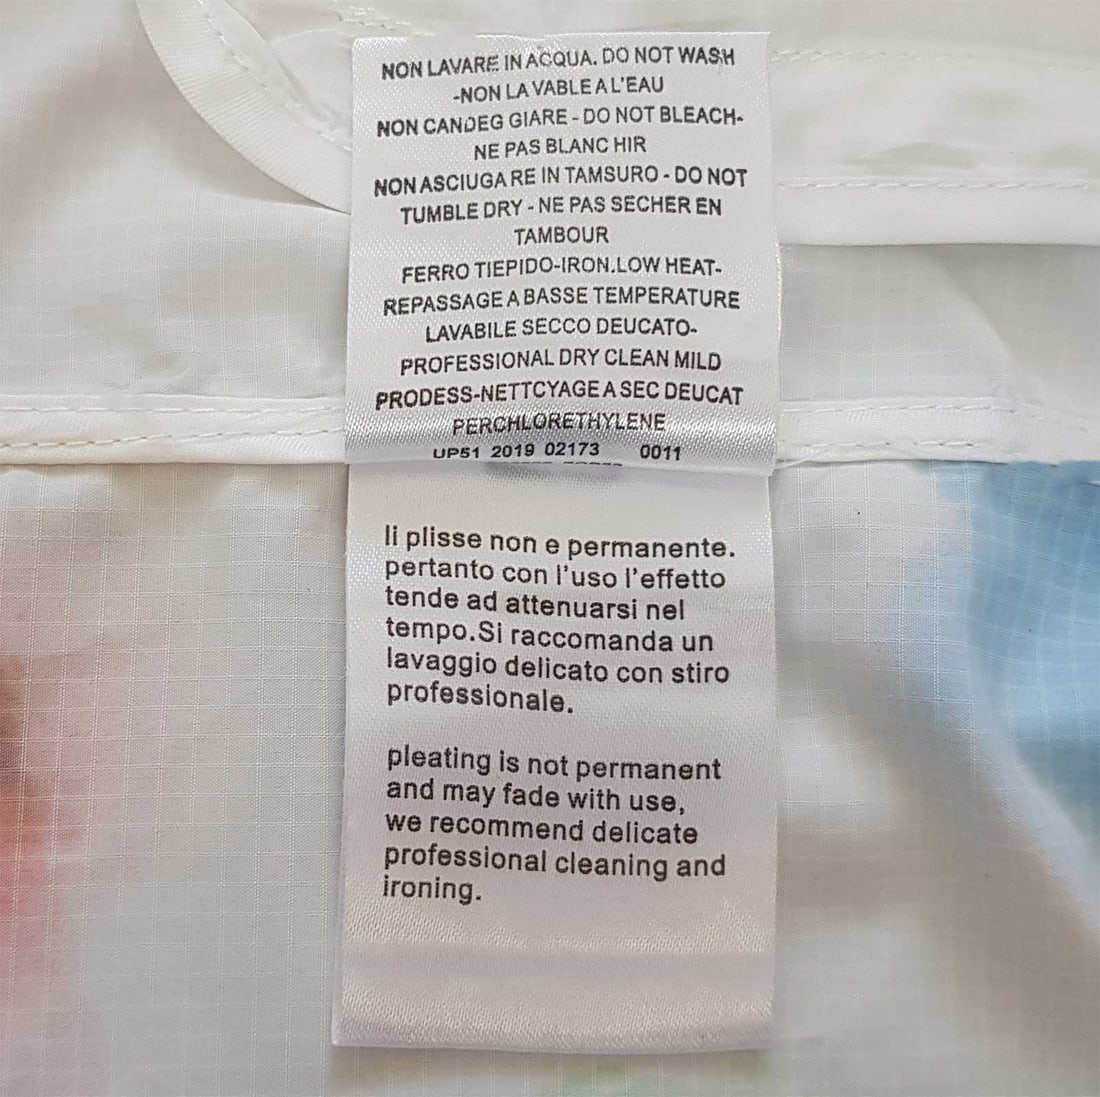 NON LAVARE IN ACQUA. DO NOT WASH
-NON LA VABLE A L'EAU
NON CANDEG GIARE - DO NOT BLEACH-
NE PAS BLANC HIR
NON ASCIUGA RE IN TAMSURO - DO NOT
TUMBLE DRY - NE PAS SECHER EN
TAMBOUR
FERRO TIEPIDO-IRON.LOW HEAT-
REPASSAGE A BASSE TEMPERATURE
LAVABILE SECCO DEUCATO-
PROFESSIONAL DRY CLEAN MILD
PRODESS-NETTCYAGE A SEC DEUCAT
PERCHLORETHYLENE
UP51 2019 02173 0011
li plisse non e permanente.
pertanto con l'uso l'effetto
tende ad attenuarsi nel
tempo.Si raccomanda un
lavaggio delicato con stiro
professionale.
pleating is not permanent
and may fade with use,
we recommend delicate
professional cleaning and
ironing.